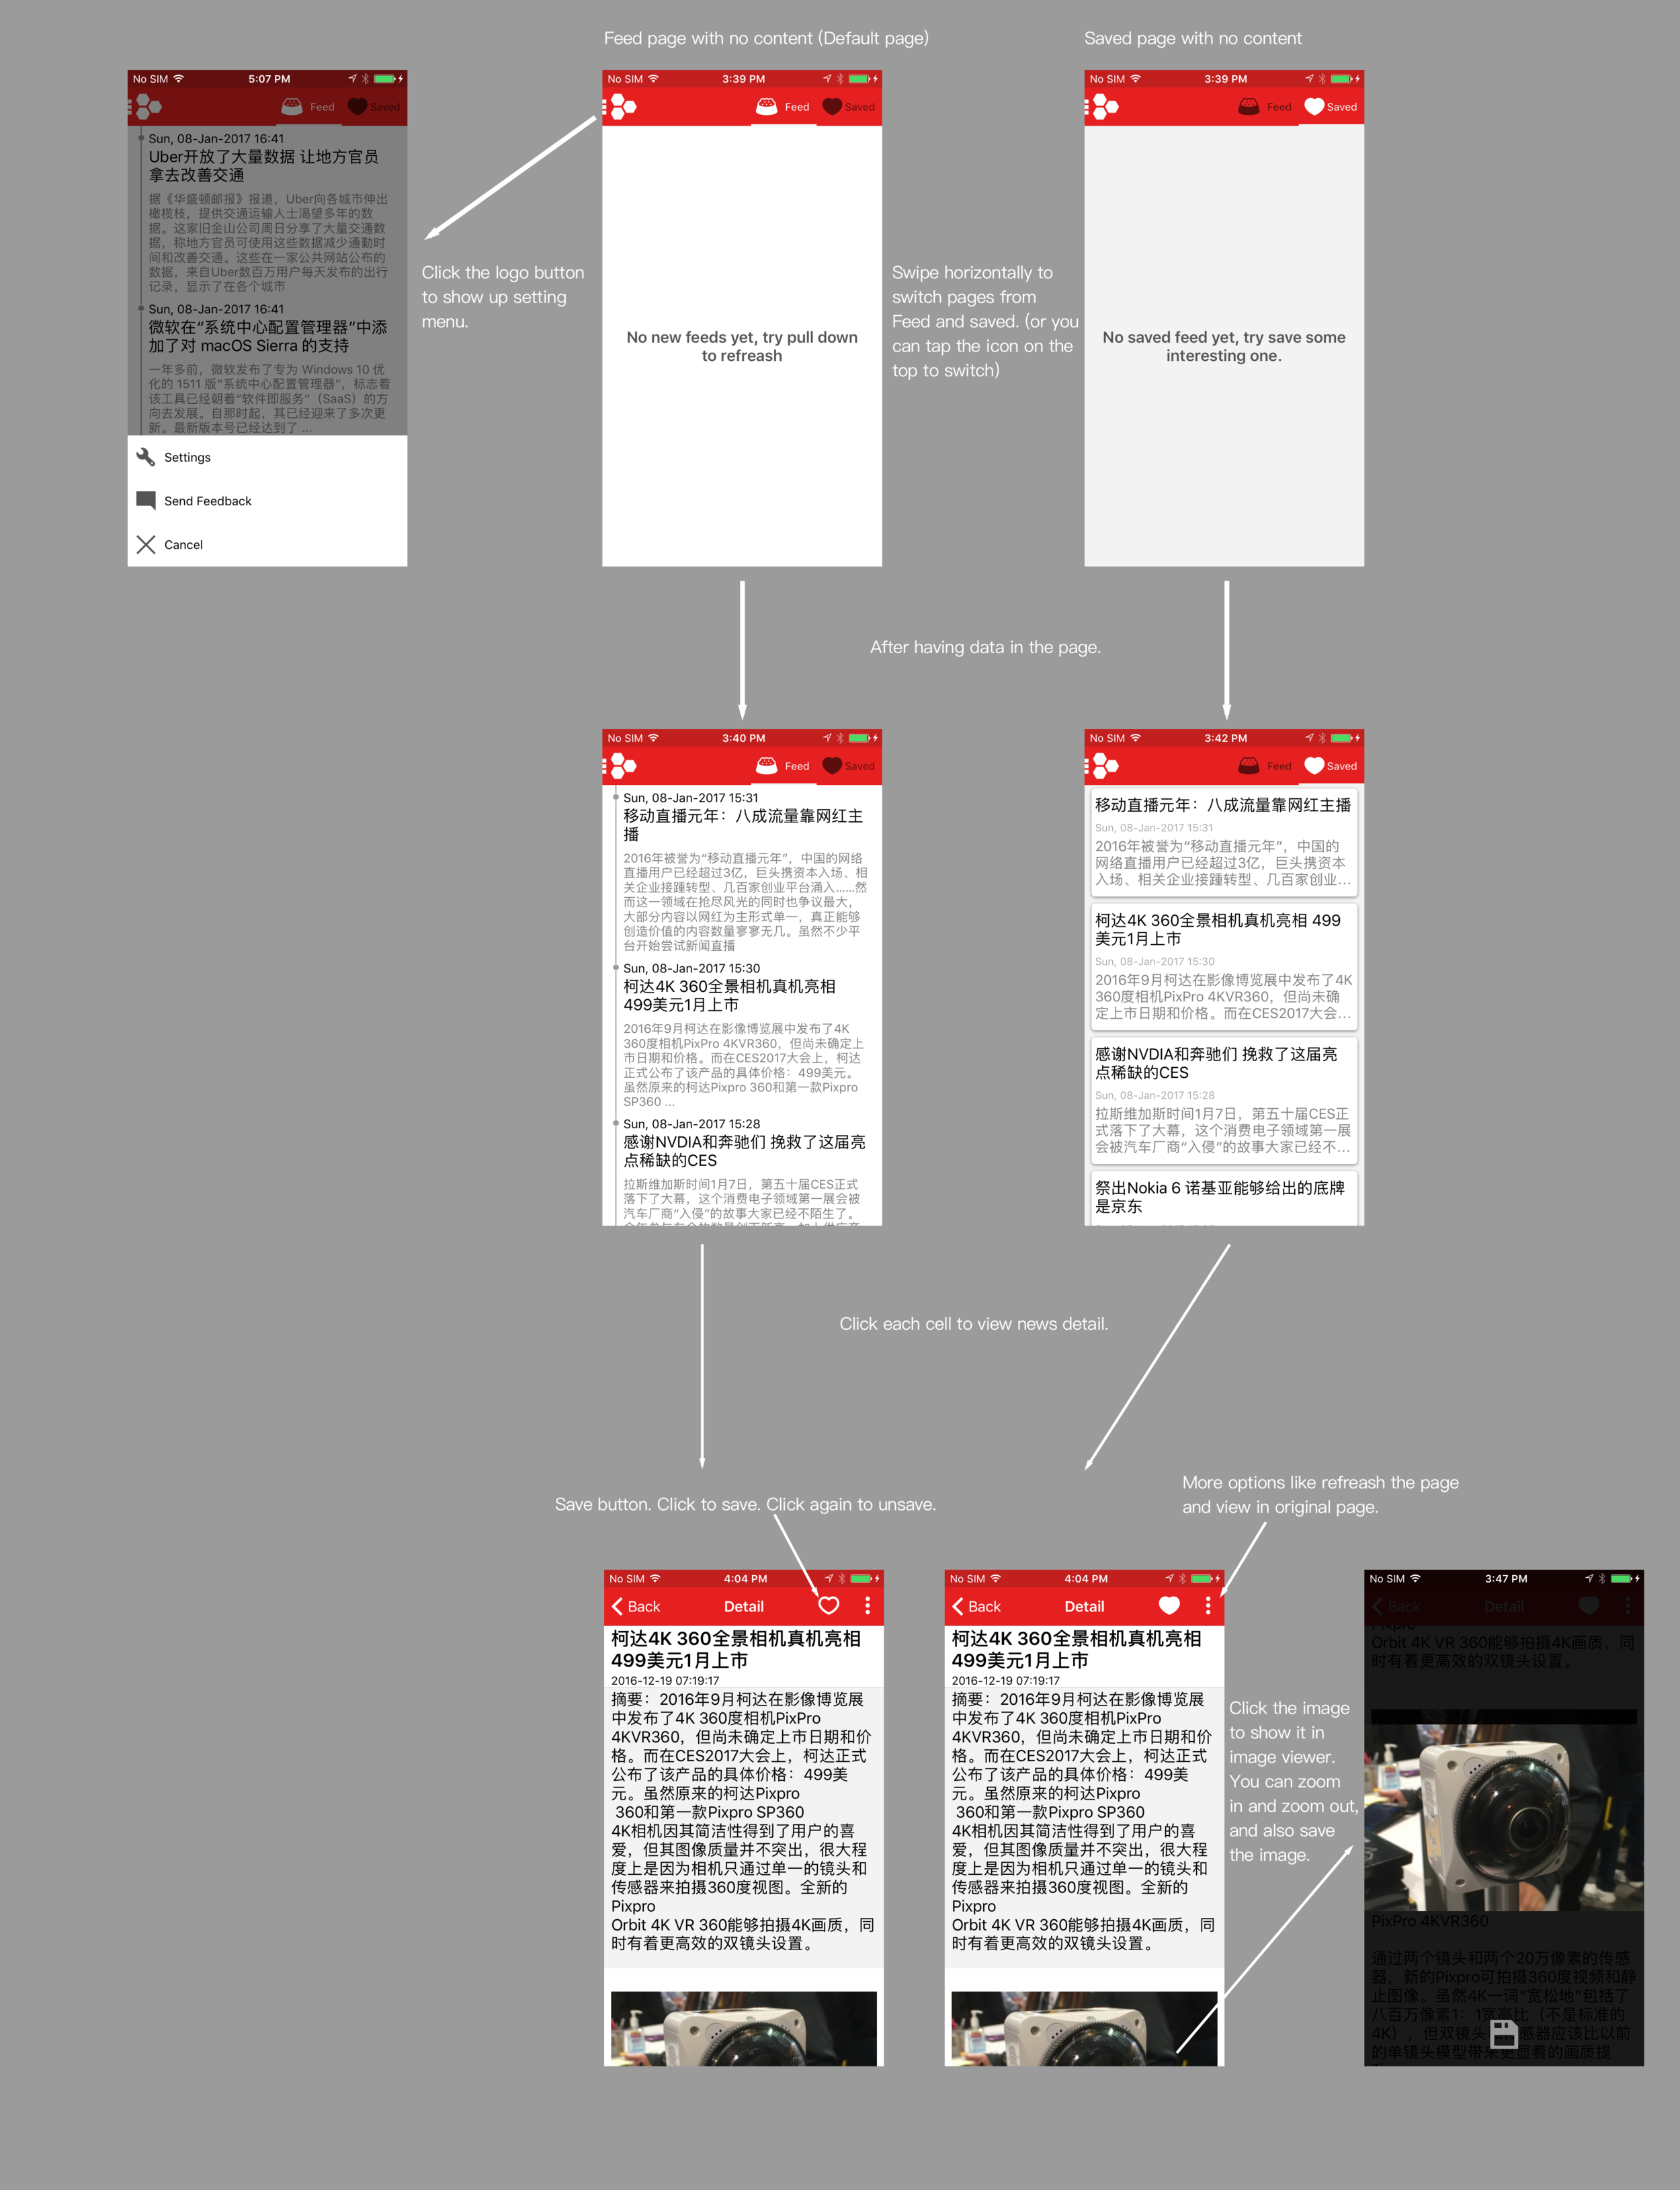 Feed page with no content (Default page)
Saved page with no content
No SIM
5:07 PM
Feed
Saved
Sun, 08-Jan-2017 16:41
Uber开放了大量数据 让地方官员
拿去改善交通
据《华盛顿邮报》报道，Uber向各城市伸出
橄榄枝，提供交通运输人士渴望多年的数
据。这家旧金山公司周日分享了大量交通数
据，称地方官员可使用这些数据减少通勤时
间和改善交通。这些在一家公共网站公布的
数据，来自Uber数百万用户每天发布的出行
记录，显示了在各个城市
Sun, 08-Jan-2017 16:41
微软在“系统中心配置管理器”中添
加了对 macOS Sierra 的支持
一年多前，微软发布了专为 Windows 10 优
化的 1511 版“系统中心配置管理器”，标志着
该工具已经朝着“软件即服务”（SaaS）的方
向去发展。自那时起，其已经迎来了多次更
新。最新版本号已经达到了 ...
Settings
Send Feedback
Cancel
Click the logo button
to show up setting
menu.
No SIM
3:39 PM
Feed
Saved
No new feeds yet, try pull down
to refreash
Swipe horizontally to
switch pages from
Feed and saved. (or you
can tap the icon on the
top to switch)
No SIM
3:39 PM
Feed
Saved
No saved feed yet, try save some
interesting one.
After having data in the page.
No SIM
3:40 PM
Feed
Saved
Sun, 08-Jan-2017 15:31
移动直播元年：八成流量靠网红主
播
2016年被誉为“移动直播元年”，中国的网络
直播用户已经超过3亿，巨头携资本入场、相
关企业接踵转型、几百家创业平台涌入……然
而这一领域在抢尽风光的同时也争议最大，
大部分内容以网红为主形式单一，真正能够
创造价值的内容数量寥寥无几。虽然不少平
台开始尝试新闻直播
Sun, 08-Jan-2017 15:30
柯达4K 360全景相机真机亮相
499美元1月上市
2016年9月柯达在影像博览展中发布了4K
360度相机PixPro 4KVR360，但尚未确定上
市日期和价格。而在CES2017大会上，柯达
正式公布了该产品的具体价格：499美元。
虽然原来的柯达Pixpro 360和第一款Pixpro
SP360 ...
Sun, 08-Jan-2017 15:28
感谢NVDIA和奔驰们 挽救了这届亮
点稀缺的CES
拉斯维加斯时间1月7日，第五十届CES正式
落下了大幕，这个消费电子领域第一展会被
汽车厂商“入侵”的故事大家已经不陌生了。
No SIM
3:42 PM
Feed
Saved
移动直播元年：八成流量靠网红主播
Sun, 08-Jan-2017 15:31
2016年被誉为“移动直播元年”，中国的
网络直播用户已经超过3亿，巨头携资本
入场、相关企业接踵转型、几百家创业...
柯达4K 360全景相机真机亮相 499
美元1月上市
Sun, 08-Jan-2017 15:30
2016年9月柯达在影像博览展中发布了4K
360度相机PixPro 4KVR360，但尚未确
定上市日期和价格。而在CES2017大会...
感谢NVDIA和奔驰们 挽救了这届亮
点稀缺的CES
Sun, 08-Jan-2017 15:28
拉斯维加斯时间1月7日，第五十届CES正
式落下了大幕，这个消费电子领域第一展
会被汽车厂商“入侵”的故事大家已经不...
祭出Nokia 6 诺基亚能够给出的底牌
是京东
Click each cell to view news detail.
Save button. Click to save. Click again to unsave.
More options like refreash the page
and view in original page.
No SIM
4:04 PM
Back
Detail
柯达4K 360全景相机真机亮相
499美元1月上市
2016-12-19 07:19:17
摘要：2016年9月柯达在影像博览展
中发布了4K 360度相机PixPro
4KVR360，但尚未确定上市日期和价
格。而在CES2017大会上，柯达正式
公布了该产品的具体价格：499美
元。虽然原来的柯达Pixpro
360和第一款Pixpro SP360
4K相机因其简洁性得到了用户的喜
爱，但其图像质量并不突出，很大程
度上是因为相机只通过单一的镜头和
传感器来拍摄360度视图。全新的
Pixpro
Orbit 4K VR 360能够拍摄4K画质，同
时有着更高效的双镜头设置。
No SIM
4:04 PM
Back
Detail
柯达4K 360全景相机真机亮相
499美元1月上市
2016-12-19 07:19:17
摘要：2016年9月柯达在影像博览展
中发布了4K 360度相机PixPro
4KVR360，但尚未确定上市日期和价
格。而在CES2017大会上，柯达正式
公布了该产品的具体价格：499美
元。虽然原来的柯达Pixpro
360和第一款Pixpro SP360
4K相机因其简洁性得到了用户的喜
爱，但其图像质量并不突出，很大程
度上是因为相机只通过单一的镜头和
传感器来拍摄360度视图。全新的
Pixpro
Orbit 4K VR 360能够拍摄4K画质，同
时有着更高效的双镜头设置。
Click the image
to show it in
image viewer.
You can zoom
in and zoom out,
and also save
the image.
No SIM
3:47 PM
Back
Detail
Pixpro
Orbit 4K VR 360能够拍摄4K画质，同
时有着更高效的双镜头设置。
PixPro 4KVR360
通过两个镜头和两个20万像素的传感
器，新的Pixpro可拍摄360度视频和静
止图像。虽然4K一词“宽松地”包括了
八百万像素1：1宽高比（不是标准的
4K），但双镜头 感器应该比以前
的单镜头模型带来更显着的画质提